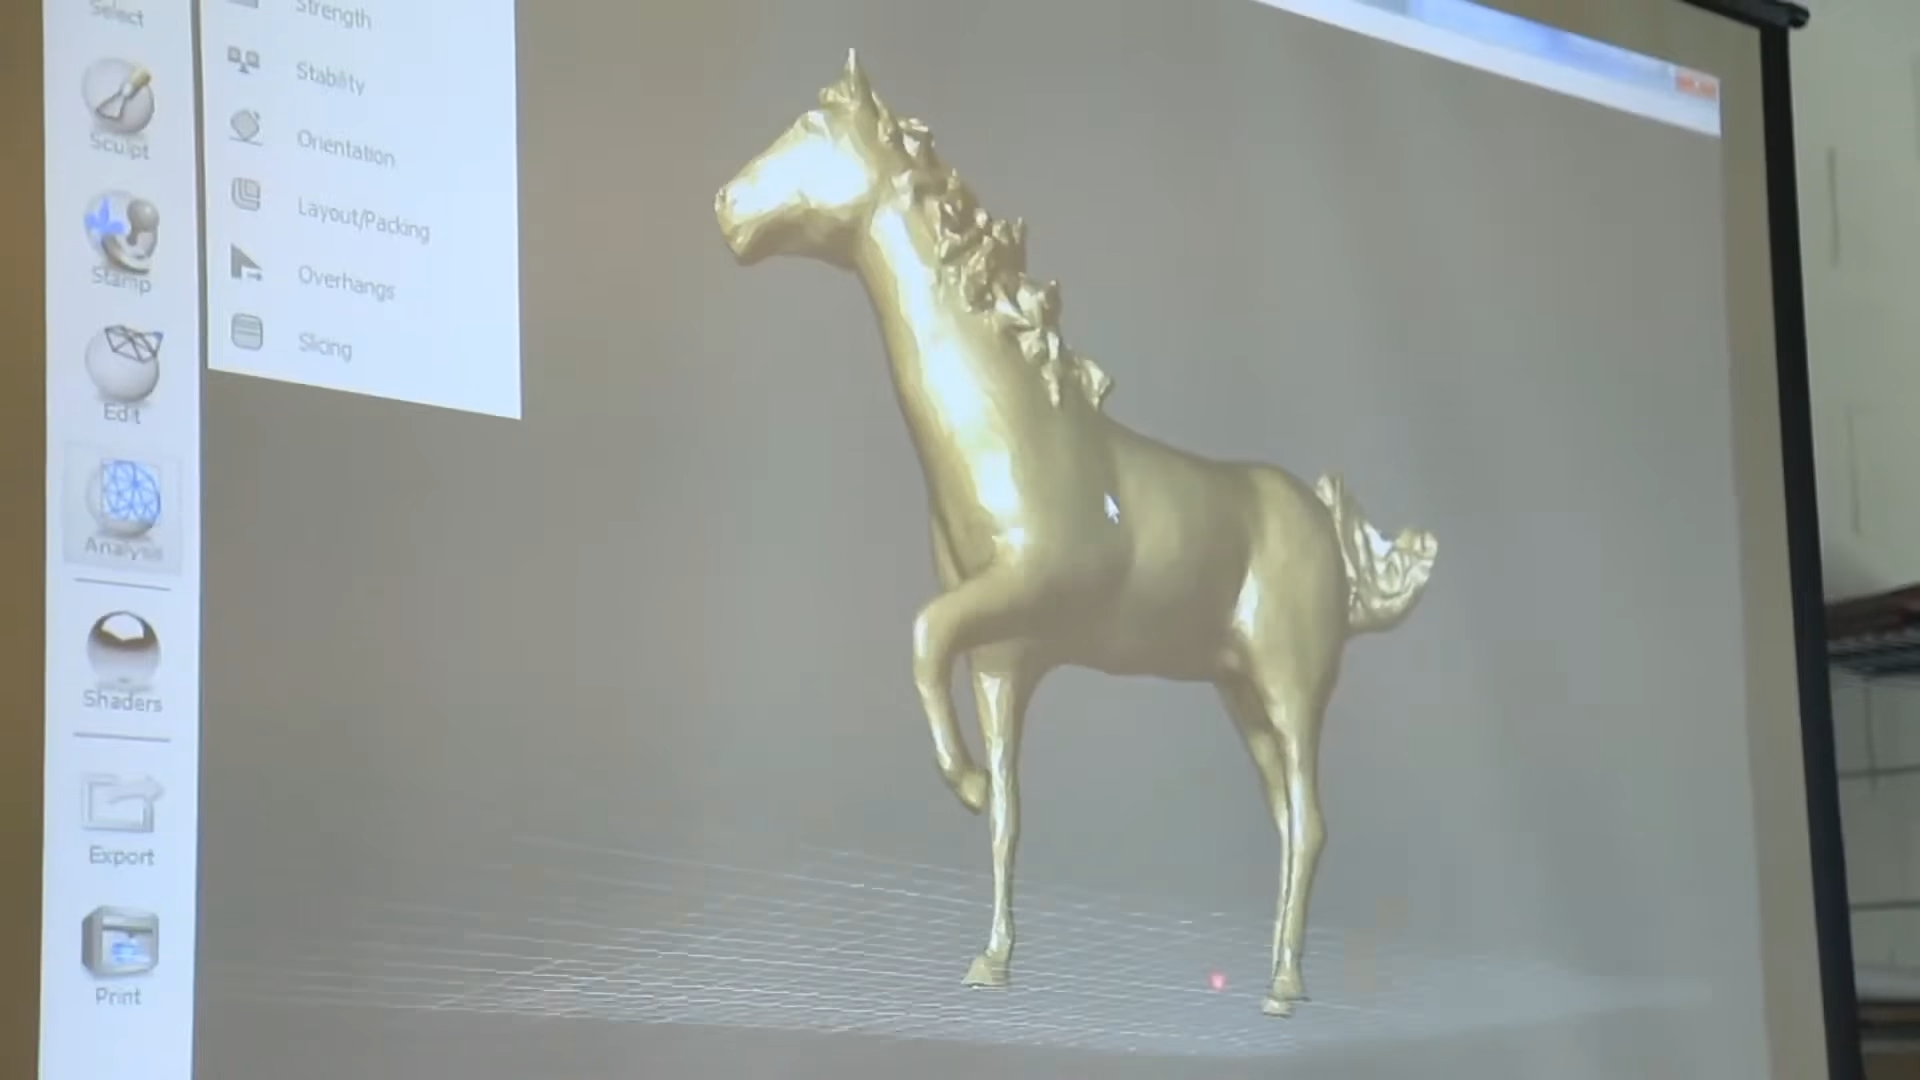 Select
Sculpt
Stamp
Edit
Analysis
Shaders
Export
Print
Strength
Stability
Orientation
Layout/Packing
Overhangs
Slicing